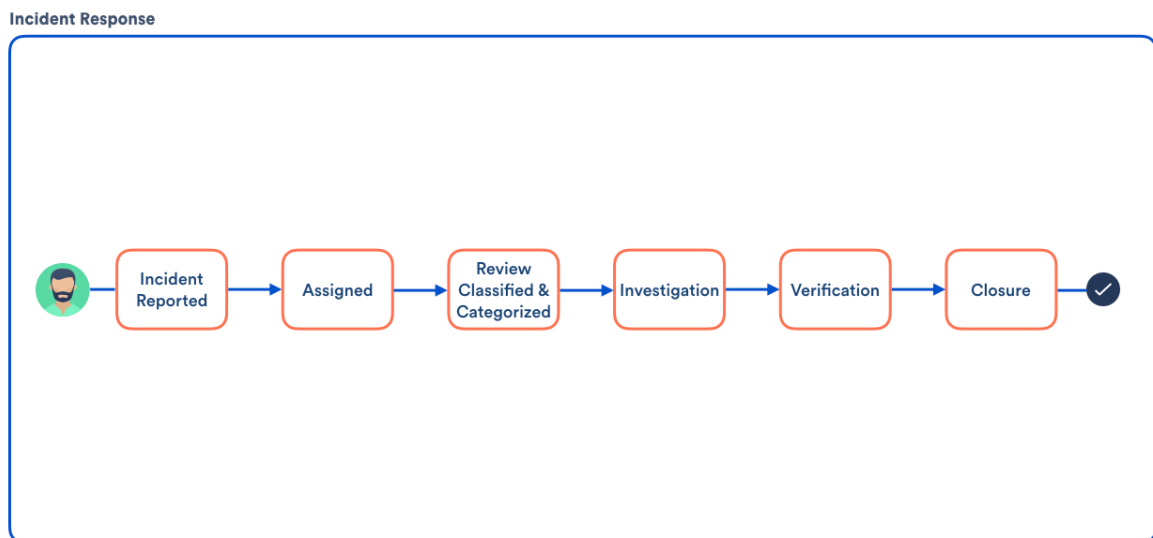 Incident Response
Incident
Reported
Assigned
Review
Classified &
Categorized
Investigation
Verification
Closure